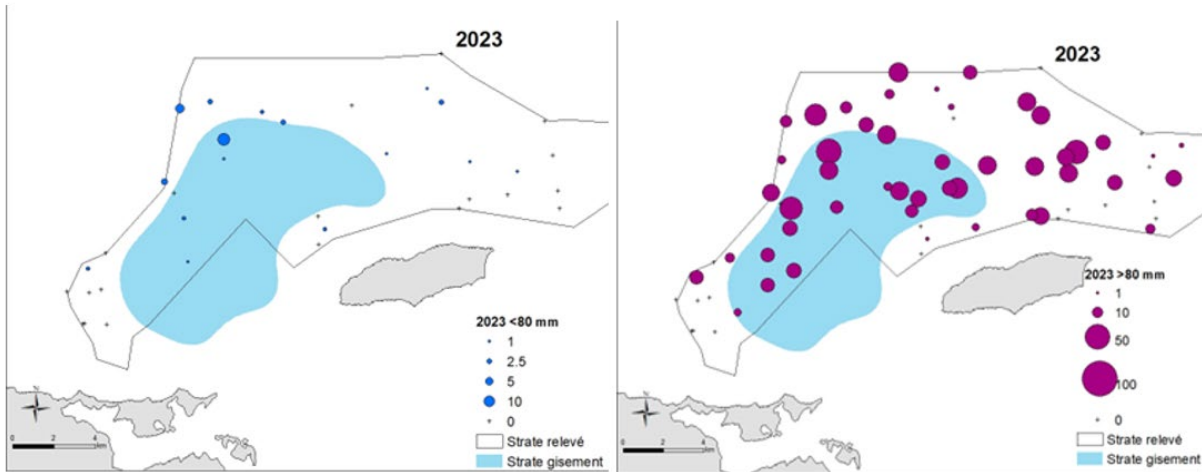 2023
2023 <80 mm
1
2.5
5
10
0
Strate relevé
Strate gisement
0 2 4
km
2023
2023 >80 mm
1
10
50
100
0
Strate relevé
Strate gisement
0 2 4
km